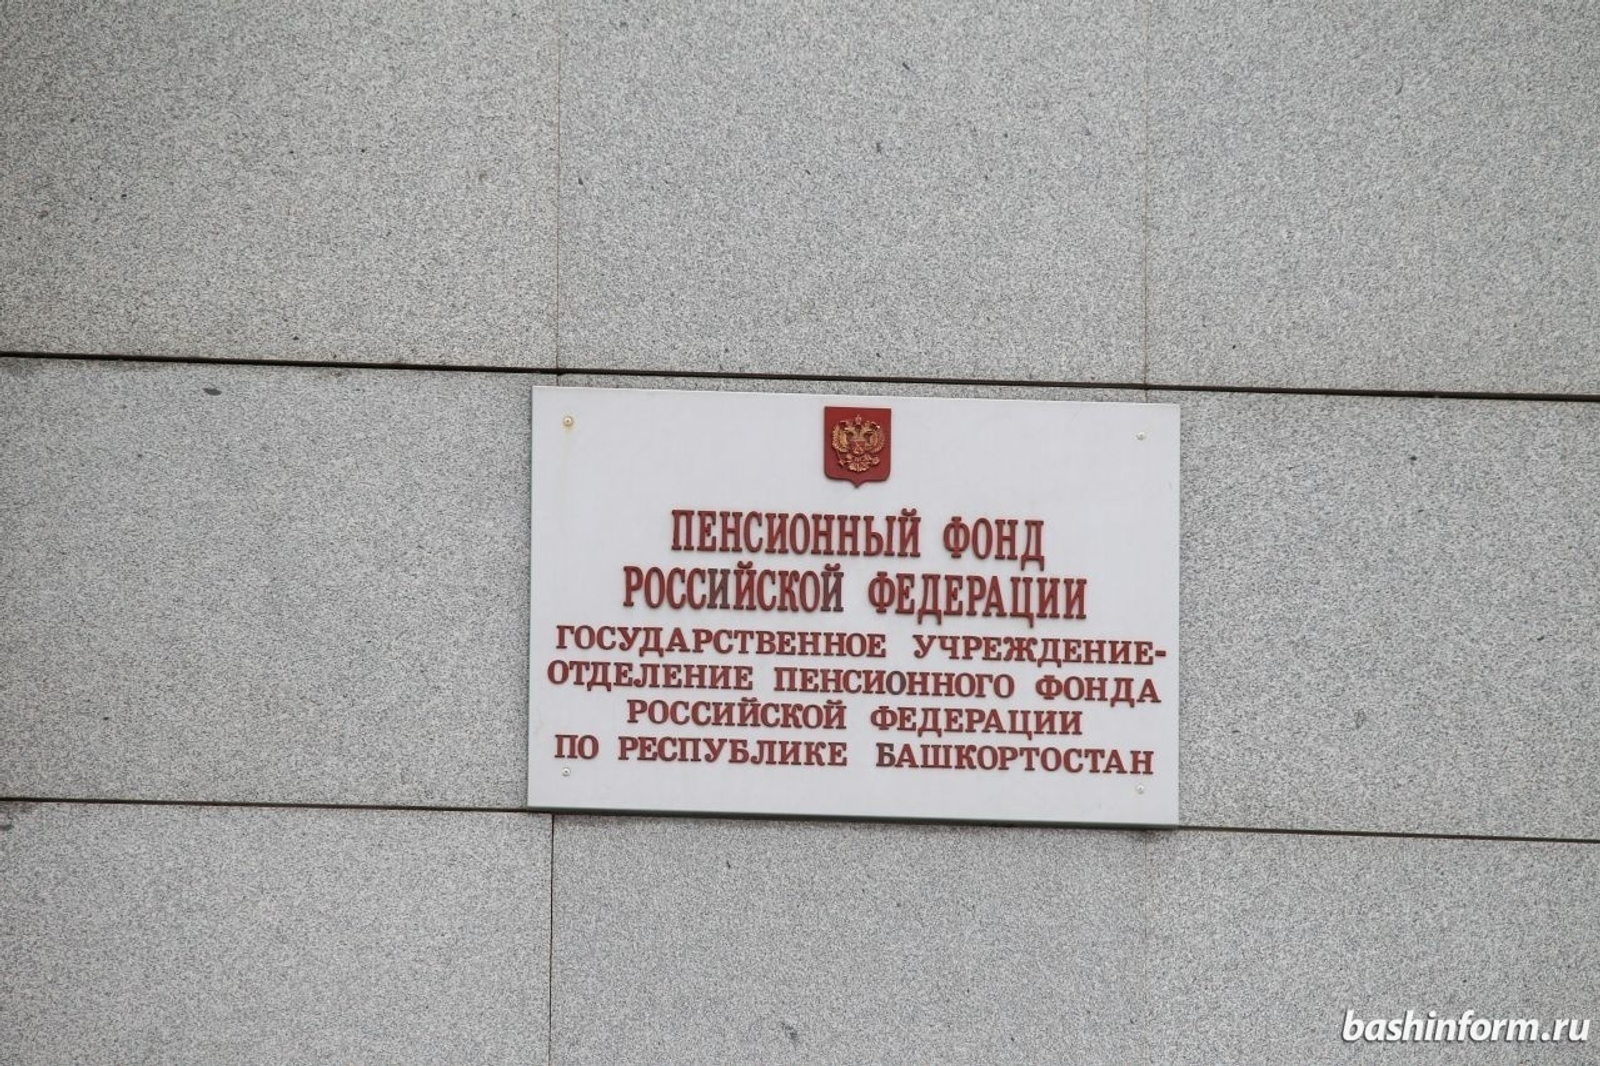 ПЕНСИОННЫЙ ФОНД
РОССИЙСКОЙ ФЕДЕРАЦИИ
ГОСУДАРСТВЕННОЕ УЧРЕЖДЕНИЕ-
ОТДЕЛЕНИЕ ПЕНСИОННОГО ФОНДА
РОССИЙСКОЙ ФЕДЕРАЦИИ
ПО РЕСПУБЛИКЕ БАШКОРТОСТАН
bashinform.ru